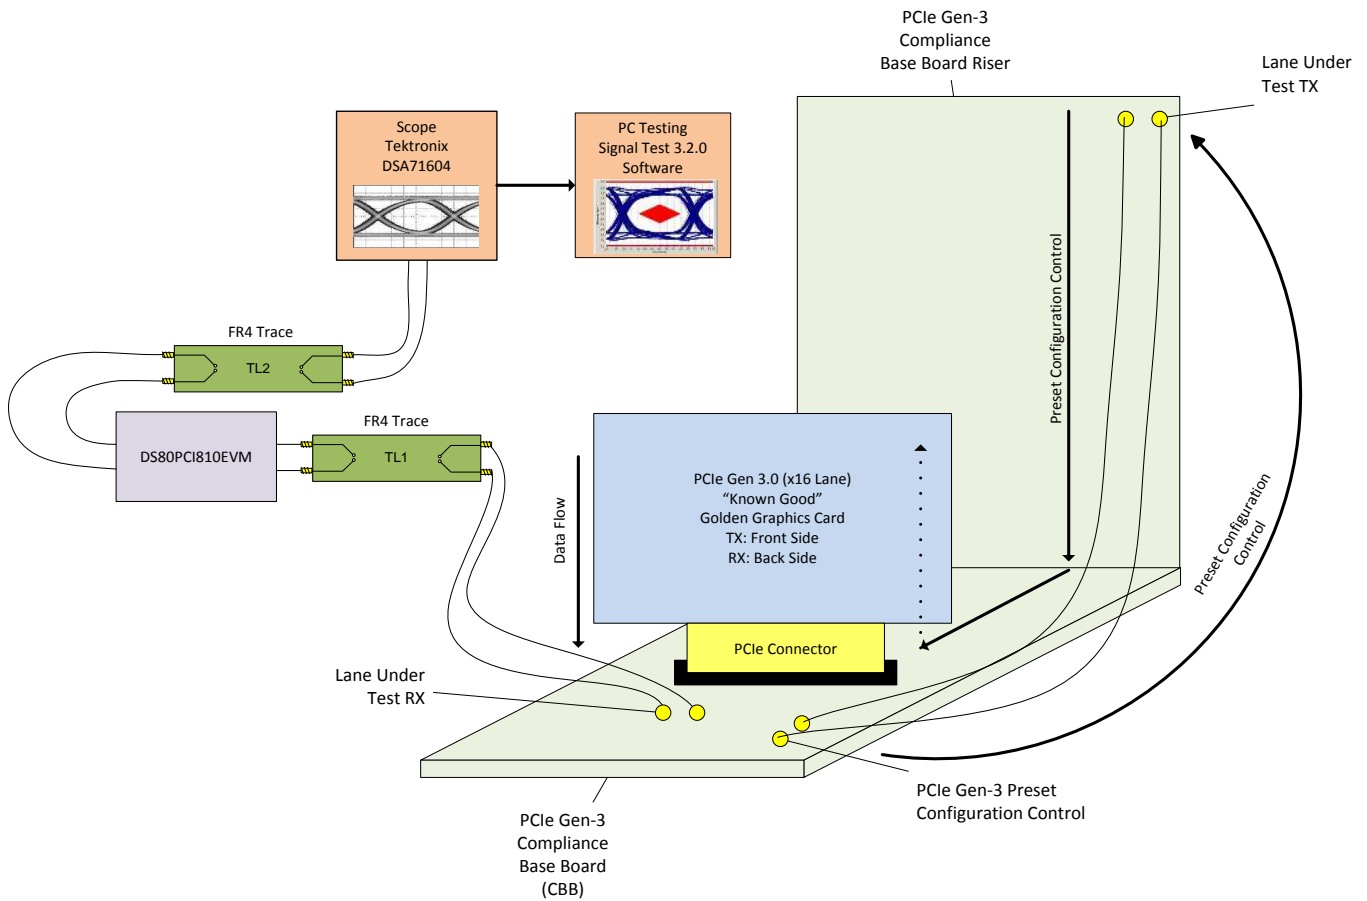 PCIe Gen-3
Compliance
Base Board Riser
Lane Under
Test TX
Scope
Tektronix
DSA71604
PC Testing
Signal Test 3.2.0
Software
Preset Configuration Control
FR4 Trace
TL2
FR4 Trace
DS80PCI810EVM
TL1
Data Flow
PCIe Gen 3.0 (x16 Lane)
“Known Good”
Golden Graphics Card
TX: Front Side
RX: Back Side
Preset Configuration
Control
PCIe Connector
Lane Under
Test RX
PCIe Gen-3 Preset
Configuration Control
PCIe Gen-3
Compliance
Base Board
(CBB)